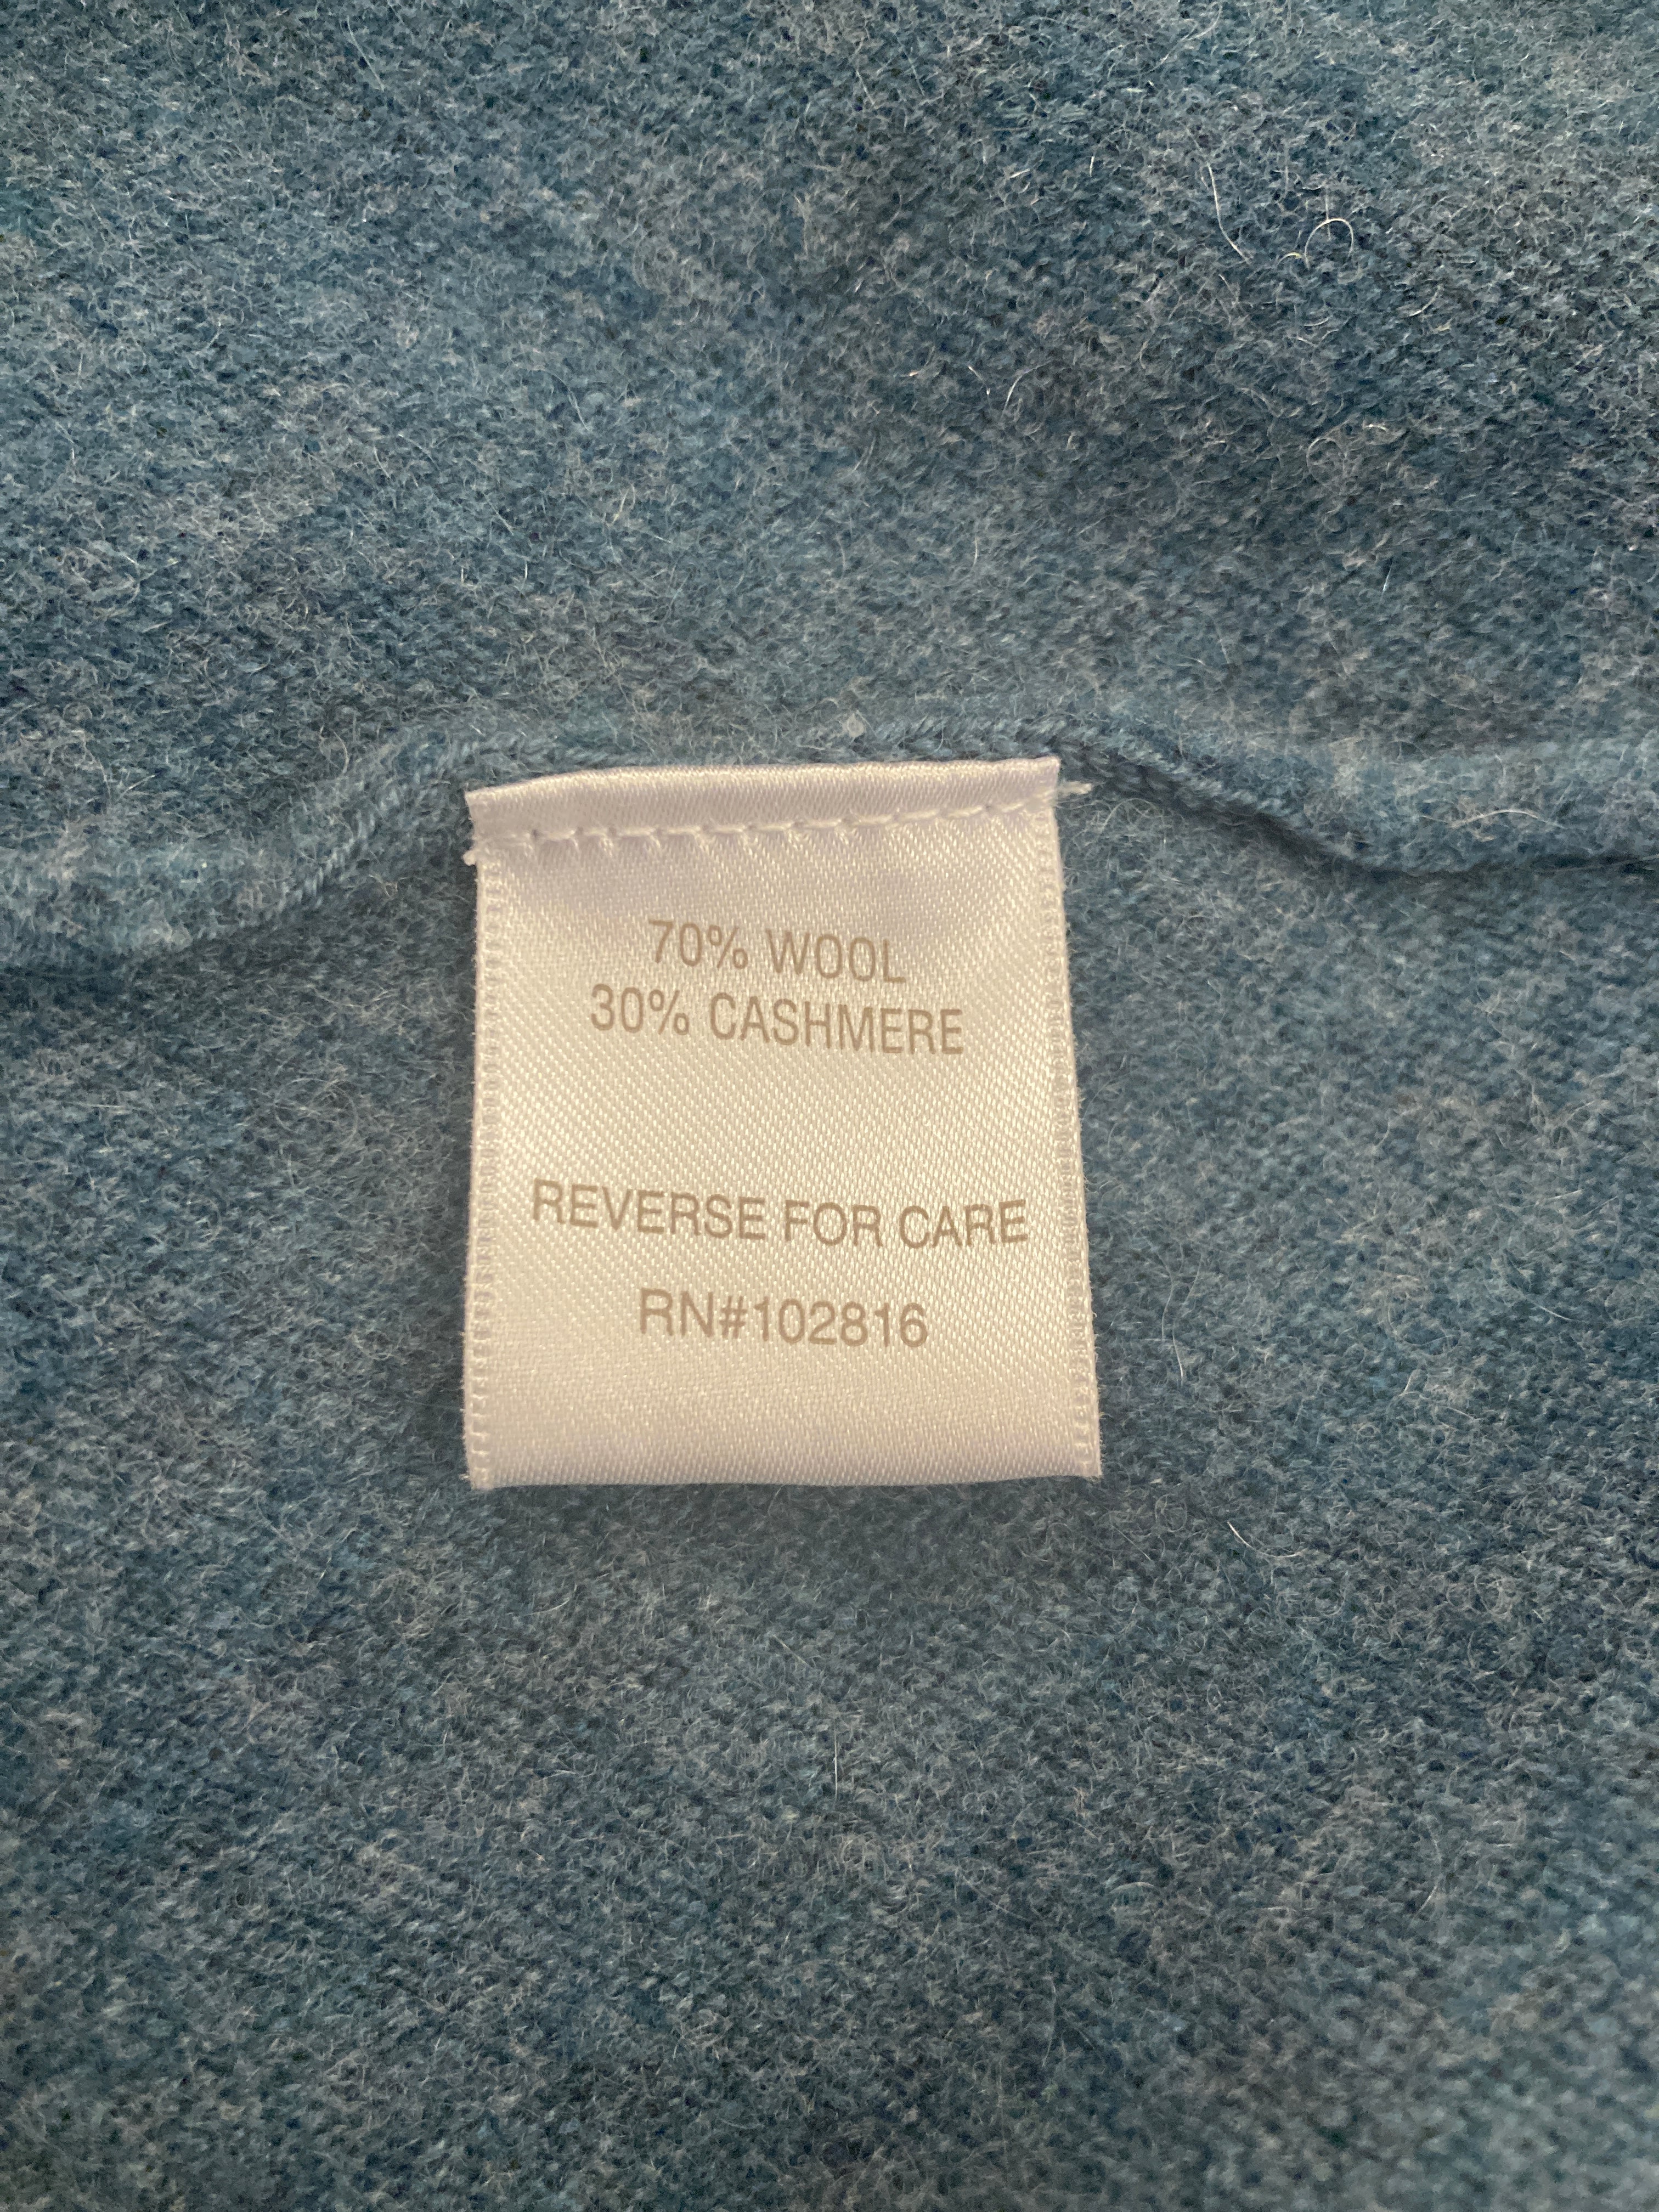 70% WOOL
30% CASHMERE
REVERSE FOR CARE
RN#102816